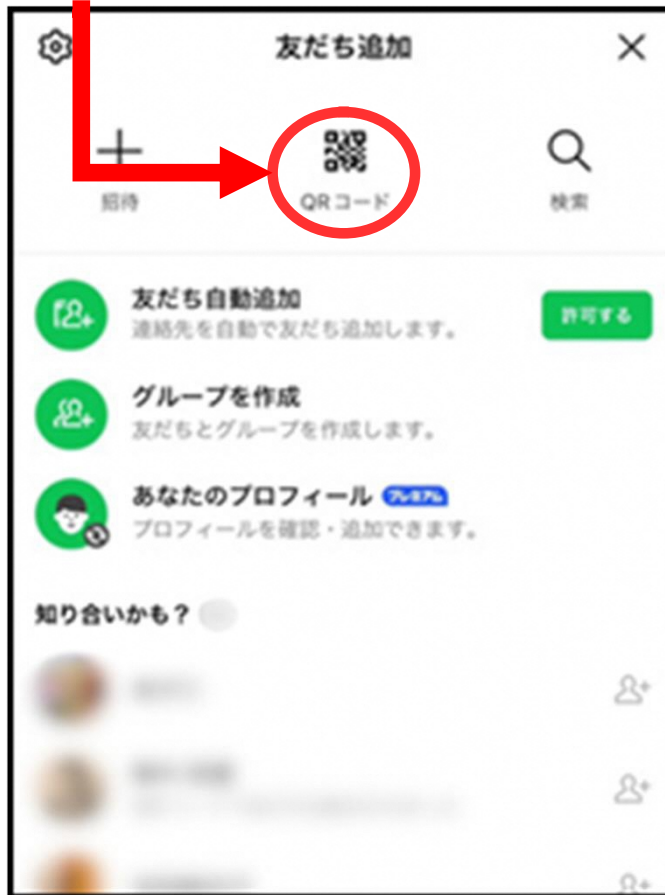 友だち追加
招待
QRコード
検索
友だち自動追加
連絡先を自動で友だち追加します。
許可する
グループを作成
友だちとグループを作成します。
あなたのプロフィール プレミアム
プロフィールを確認・追加できます。
知り合いかも？